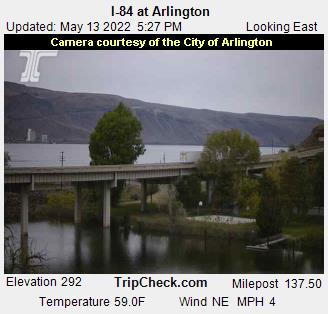 I-84 at Arlington
Updated: May 13 2022 5:27 PM Looking East
Camera courtesy of the City of Arlington
Elevation 292 TripCheck.com Milepost 137.50
Temperature 59.0F Wind NE MPH 4